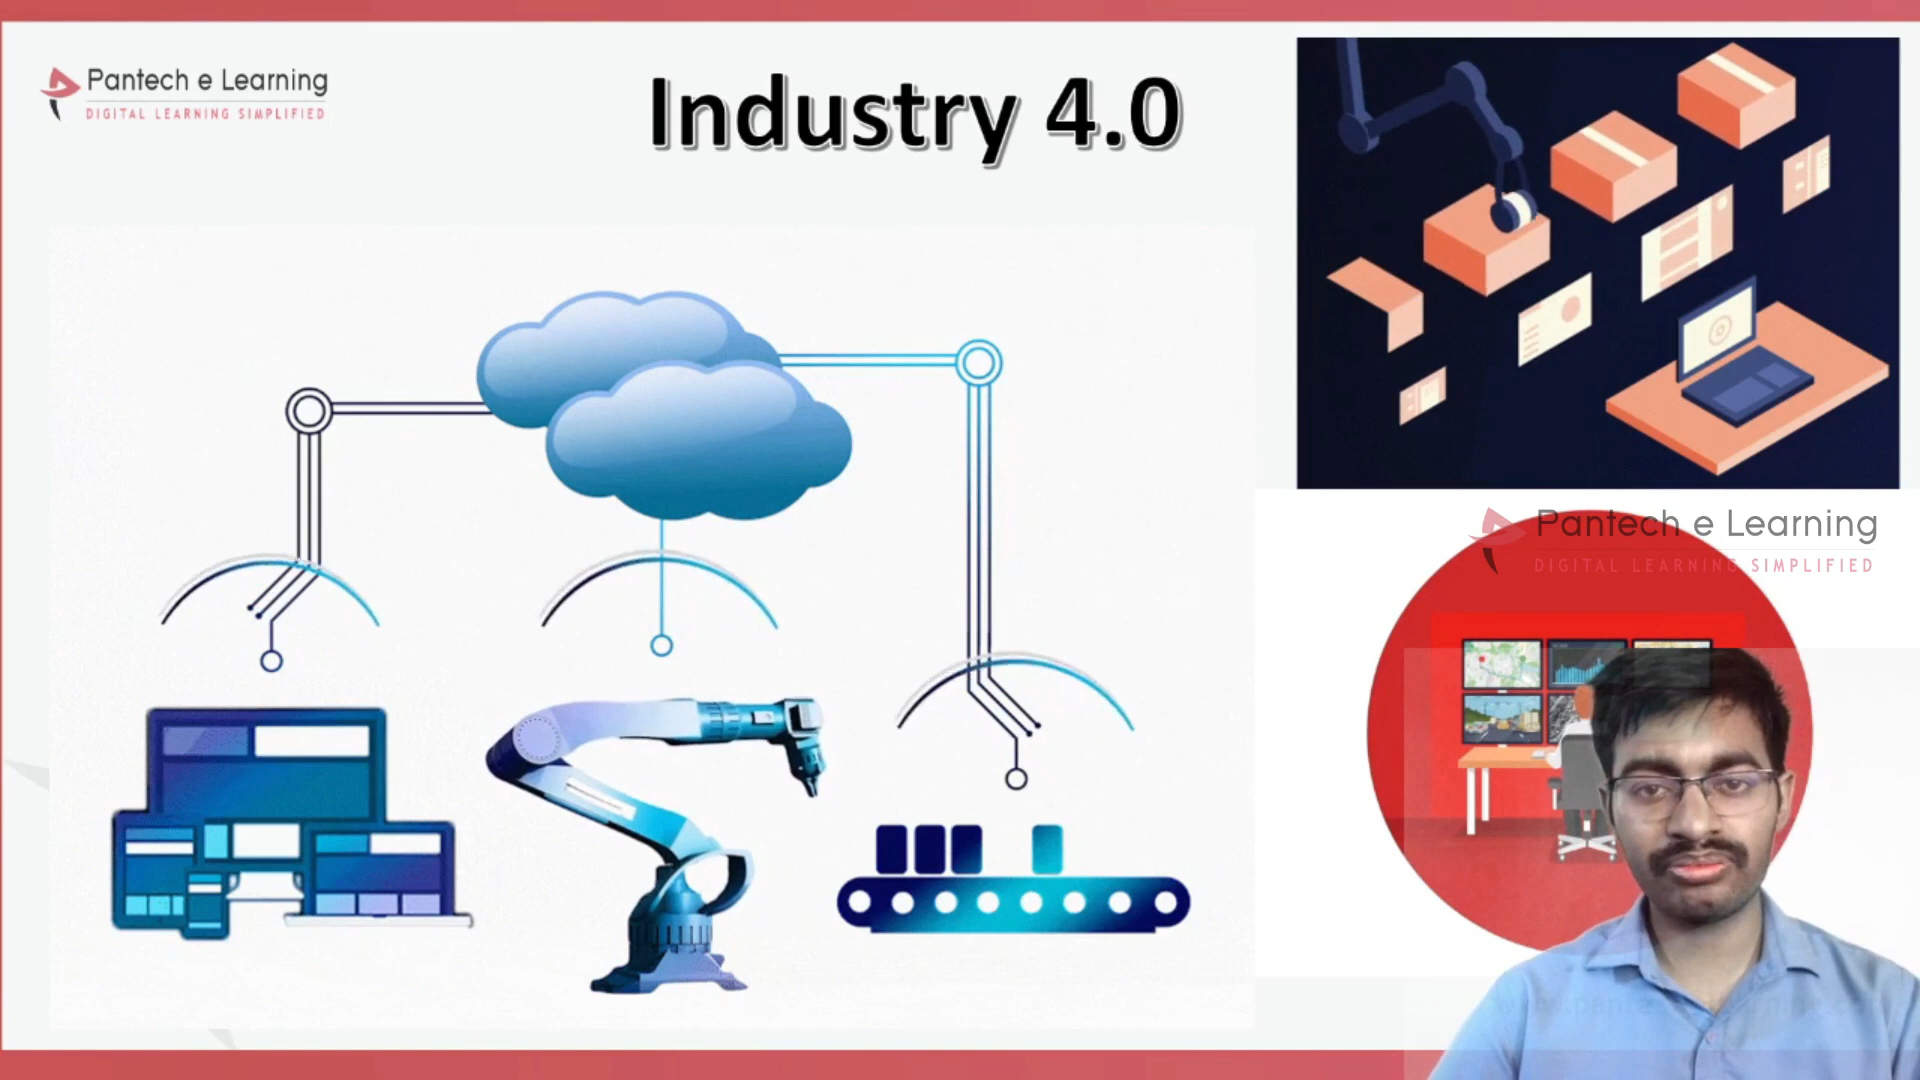 Pantech e Learning
DIGITAL LEARNING SIMPLIFIED
Industry 4.0
Pantech e Learning
DIGITAL LEARNING SIMPLIFIED